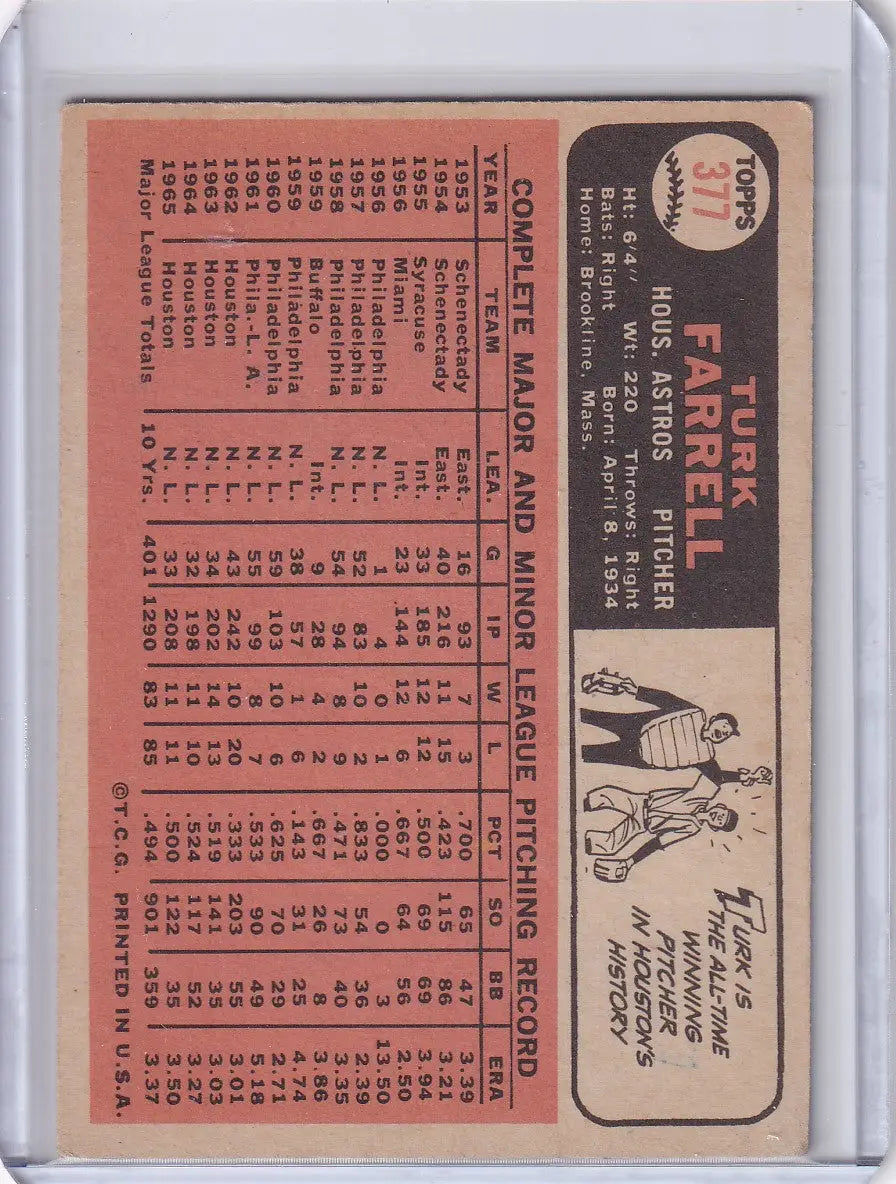 TOPPS
377
TURK
FARRELL
HOUS. ASTROS PITCHER
Ht: 6'4" Wt: 220 Throws: Right
Bats: Right Born: April 8, 1934
Home: Brookline, Mass.
TURK IS
THE ALL-TIME
WINNING
PITCHER
IN HOUSTON'S
HISTORY
COMPLETE MAJOR AND MINOR LEAGUE PITCHING RECORD
YEAR TEAM LEA. G IP W L PCT SO BB ERA
1953 Schenectady East. 16 93 7 3 .700 65 47 3.39
1954 Schenectady East. 40 216 11 15 .423 115 86 3.21
1955 Syracuse Int. 33 185 12 12 .500 69 69 3.94
1956 Miami Int. 23 .144 12 6 .667 64 56 2.50
1956 Philadelphia N. L. 1 4 0 1 .000 0 3 13.50
1957 Philadelphia N. L. 52 83 10 2 .833 54 36 2.39
1958 Philadelphia N. L. 54 94 8 9 .471 73 40 3.35
1959 Buffalo Int. 9 28 4 2 .667 26 8 3.86
1959 Philadelphia N. L. 38 57 1 6 .143 31 25 4.74
1960 Philadelphia N. L. 59 103 10 6 .625 70 29 2.71
1961 Phila.-L. A. N. L. 55 99 8 7 .533 90 49 5.18
1962 Houston N. L. 43 242 10 20 .333 203 55 3.01
1963 Houston N. L. 34 202 14 13 .519 141 35 3.03
1964 Houston N. L. 32 198 11 10 .524 117 52 3.27
1965 Houston N. L. 33 208 11 11 .500 122 35 3.50
Major League Totals 10 Yrs. 401 1290 83 85 .494 901 359 3.37
©T.C.G. PRINTED IN U.S.A.